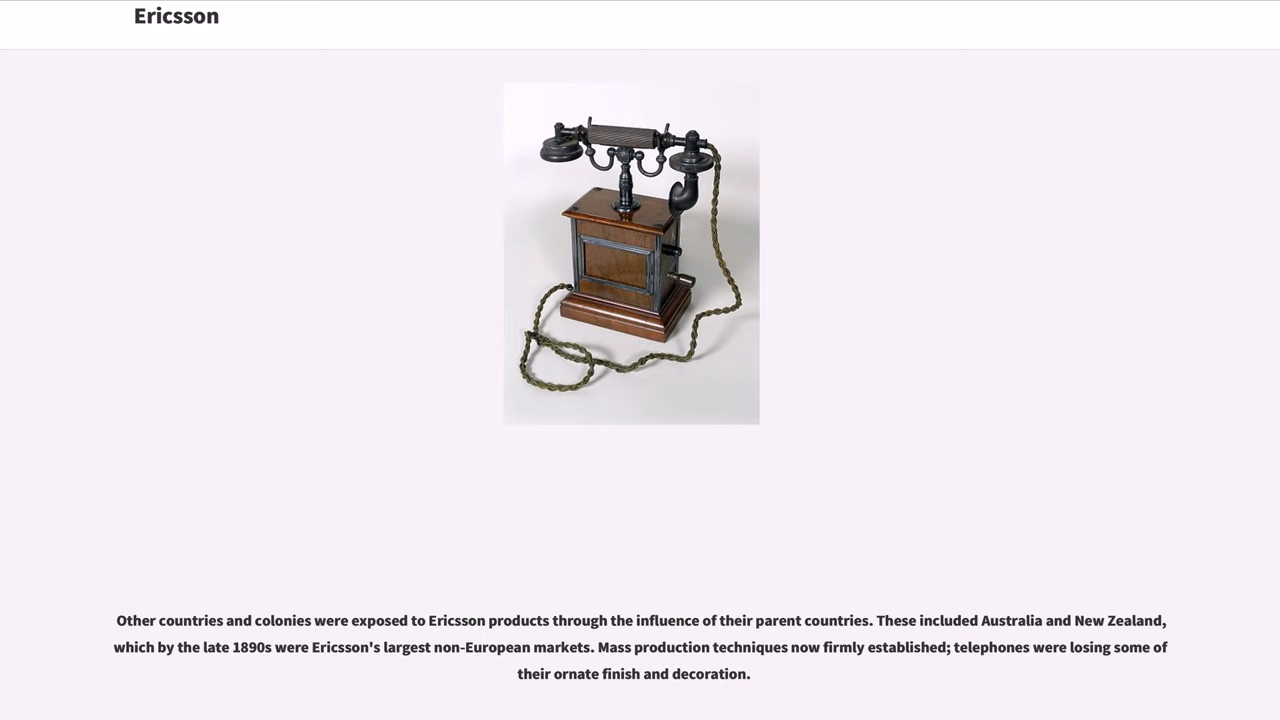 Ericsson
Other countries and colonies were exposed to Ericsson products through the influence of their parent countries. These included Australia and New Zealand,
which by the late 1890s were Ericsson's largest non-European markets. Mass production techniques now firmly established; telephones were losing some of
their ornate finish and decoration.